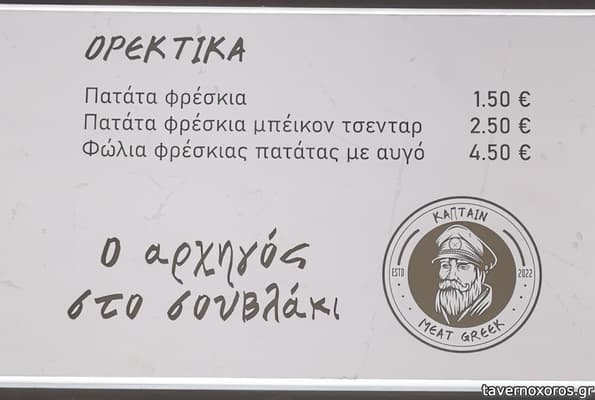 ΟΡΕΚΤΙΚΑ
Πατάτα φρέσκια 1.50 €
Πατάτα φρέσκια μπέικον τσενταρ 2.50 €
Φώλια φρέσκιας πατάτας με αυγό 4.50 €
Ο αρχηγός
στο σουβλάκι
ΚΑΠΤΑΙΝ
ESTD 2022
MEAT GREEK
tavernoxoros.gr